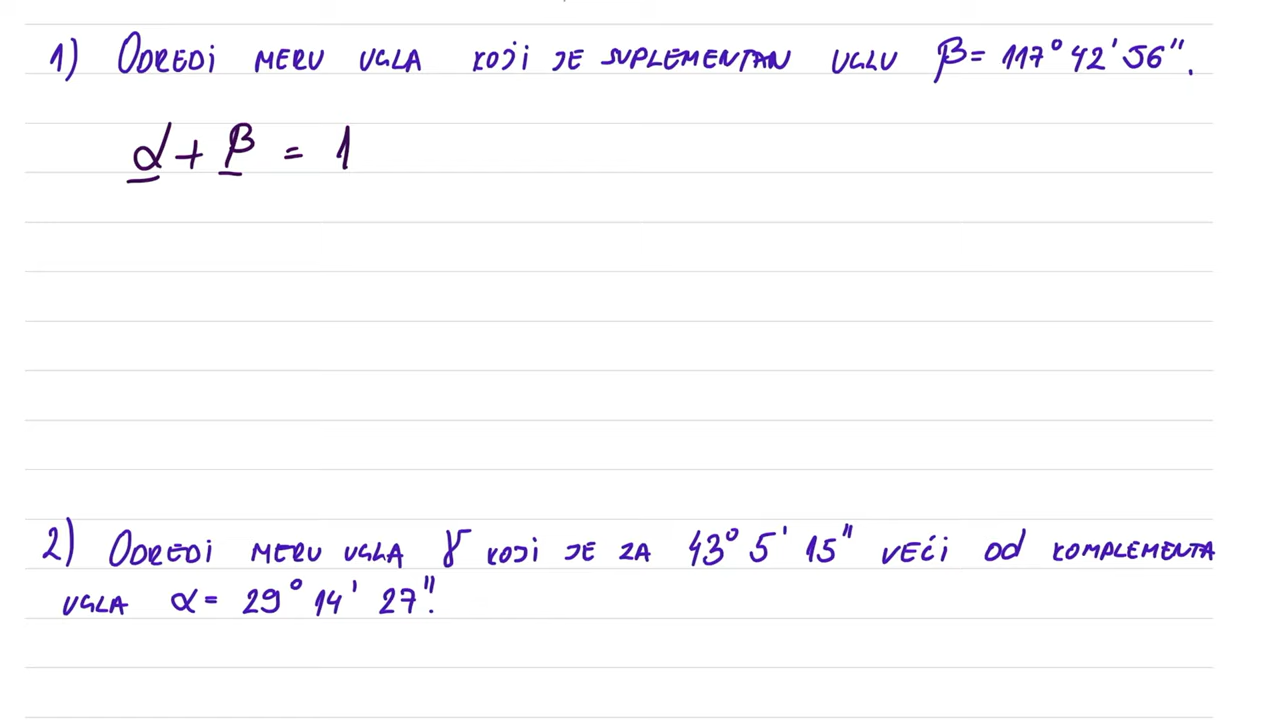 1) ODREDI MERU UGLA KOJI JE SUPLEMENTAN UGLU β = 117° 42' 56".
α + β = 1
2) ODREDI MERU UGLA γ KOJI JE ZA 43° 5' 15" VEĆI OD KOMPLEMENTA
UGLA α = 29° 14' 27".